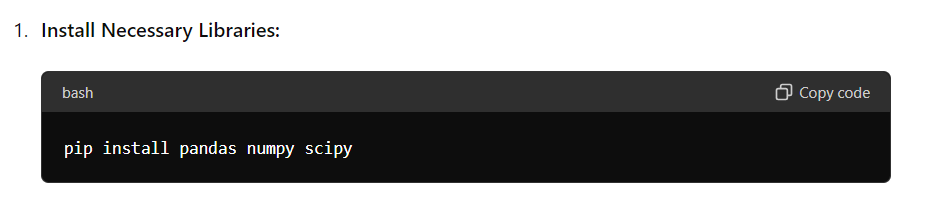 1. Install Necessary Libraries:
bash Copy code
pip install pandas numpy scipy